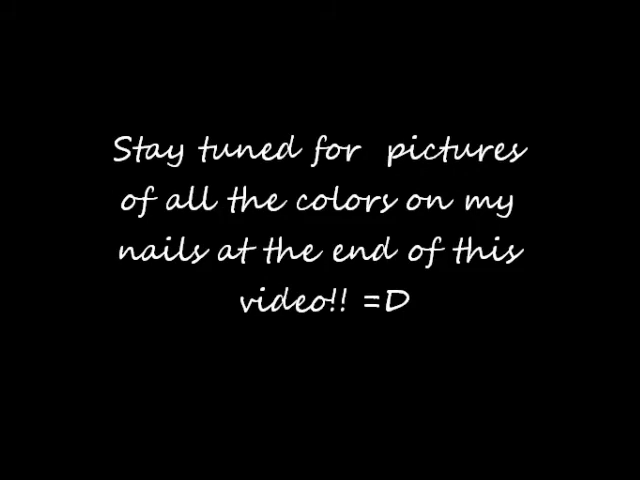 Stay tuned for pictures
of all the colors on my
nails at the end of this
video!! =D